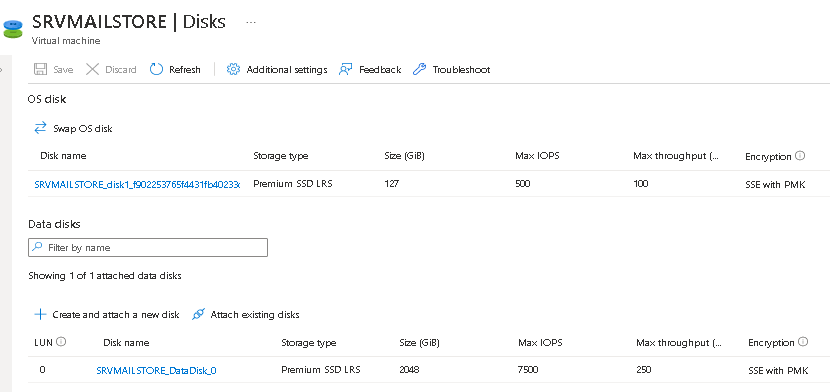 SRVMAILSTORE | Disks ...
Virtual machine
Save Discard Refresh Additional settings Feedback Troubleshoot
OS disk
Swap OS disk
Disk name Storage type Size (GiB) Max IOPS Max throughput (... Encryption
SRVMAILSTORE_disk1_f902253765f4431fb40233c Premium SSD LRS 127 500 100 SSE with PMK
Data disks
Filter by name
Showing 1 of 1 attached data disks
Create and attach a new disk Attach existing disks
LUN Disk name Storage type Size (GiB) Max IOPS Max throughput (... Encryption
0 SRVMAILSTORE_DataDisk_0 Premium SSD LRS 2048 7500 250 SSE with PMK